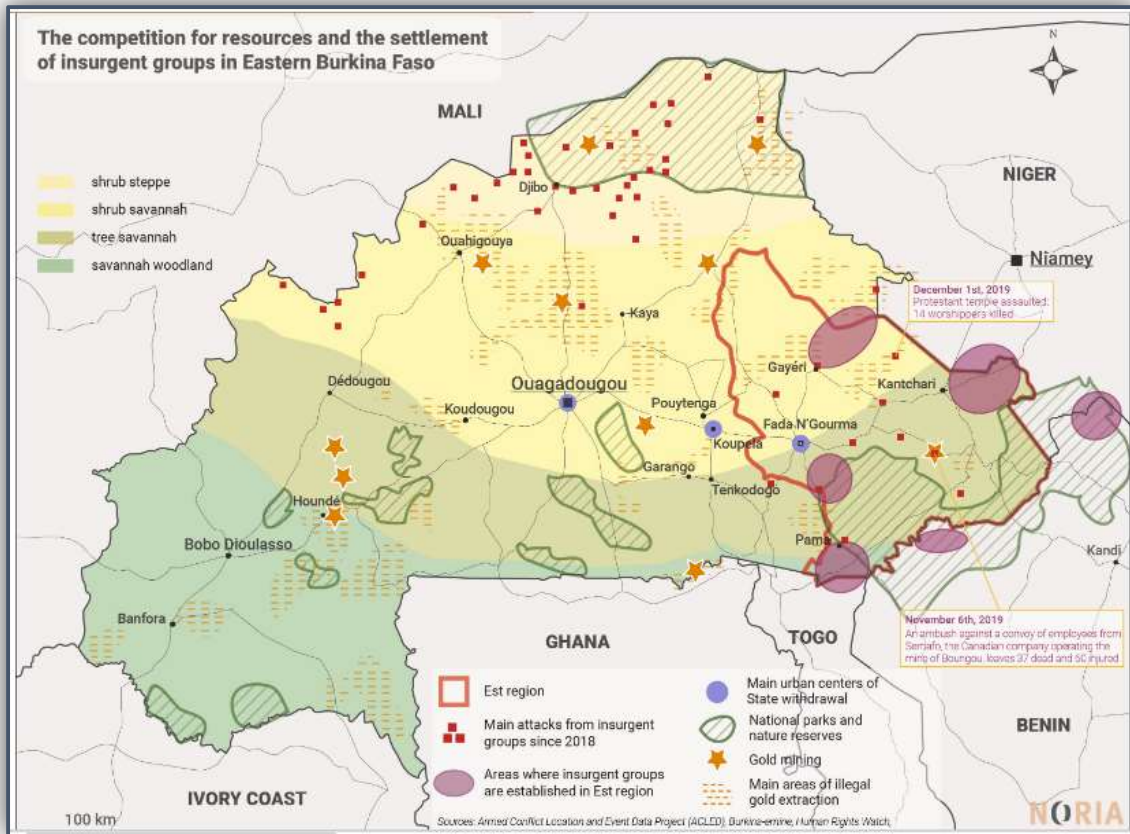 The competition for resources and the settlement
of insurgent groups in Eastern Burkina Faso
N
MALI
shrub steppe
shrub savannah
tree savannah
savannah woodland
Djibo
NIGER
Ouahigouya
Niamey
December 1st, 2019
Protestant temple assaulted:
14 worshippers killed
Kaya
Gayéri
Kantchari
Dédougou
Ouagadougou
Koudougou
Pouytenga
Fada N'Gourma
Koupela
Garango
Tenkodogo
Houndé
Bobo Dioulasso
Pama
Kandi
Banfora
November 6th, 2019
An ambush against a convoy of employees from
Semafo, the Canadian company operating the
mine of Boungou, leaves 37 dead and 60 injured
GHANA
TOGO
BENIN
IVORY COAST
Est region
Main attacks from insurgent
groups since 2018
Areas where insurgent groups
are established in Est region
Main urban centers of
State withdrawal
National parks and
nature reserves
Gold mining
Main areas of illegal
gold extraction
100 km
Sources: Armed Conflict Location and Event Data Project (ACLED), Burkina-emine, Human Rights Watch,
NORIA